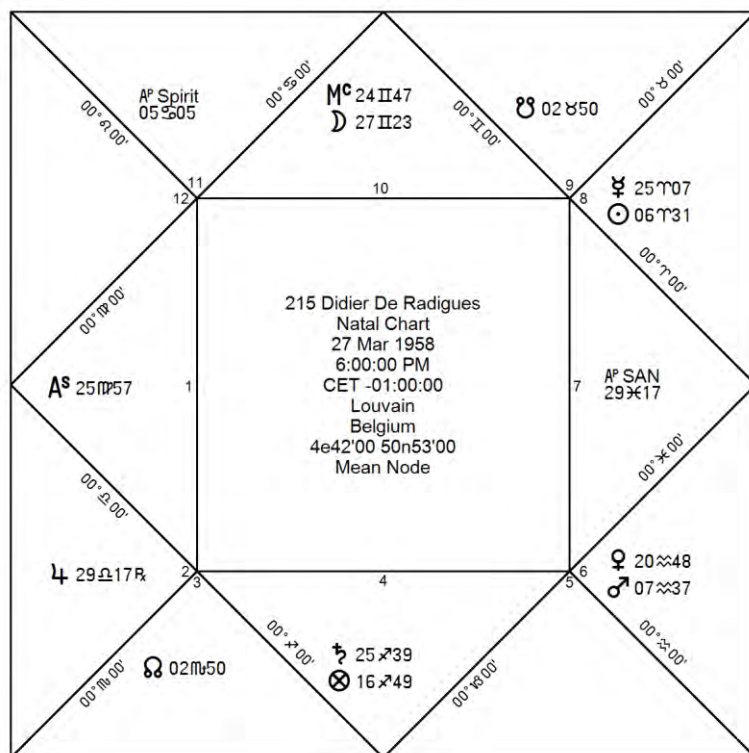 Aᴾ Spirit
05♋05
00°♋00'
Mc 24♊47
☽ 27♊23
00°♊00'
☋ 02♉50
00°♉00'
00°♌00'
11
12
10
9
8
☿ 25♈07
☉ 06♈31
00°♈00'
00°♍00'
215 Didier De Radigues
Natal Chart
27 Mar 1958
6:00:00 PM
CET -01:00:00
Louvain
Belgium
4e42'00 50n53'00
Mean Node
As 25♍57
1
7
Aᴾ SAN
29♓17
00°♎00'
00°♓00'
♃ 29♎17℞
2
3
4
5
6
♀ 20♒48
♂ 07♒37
00°♏00'
☊ 02♏50
00°♐00'
♄ 25♐39
⊗ 16♐49
00°♑00'
00°♒00'